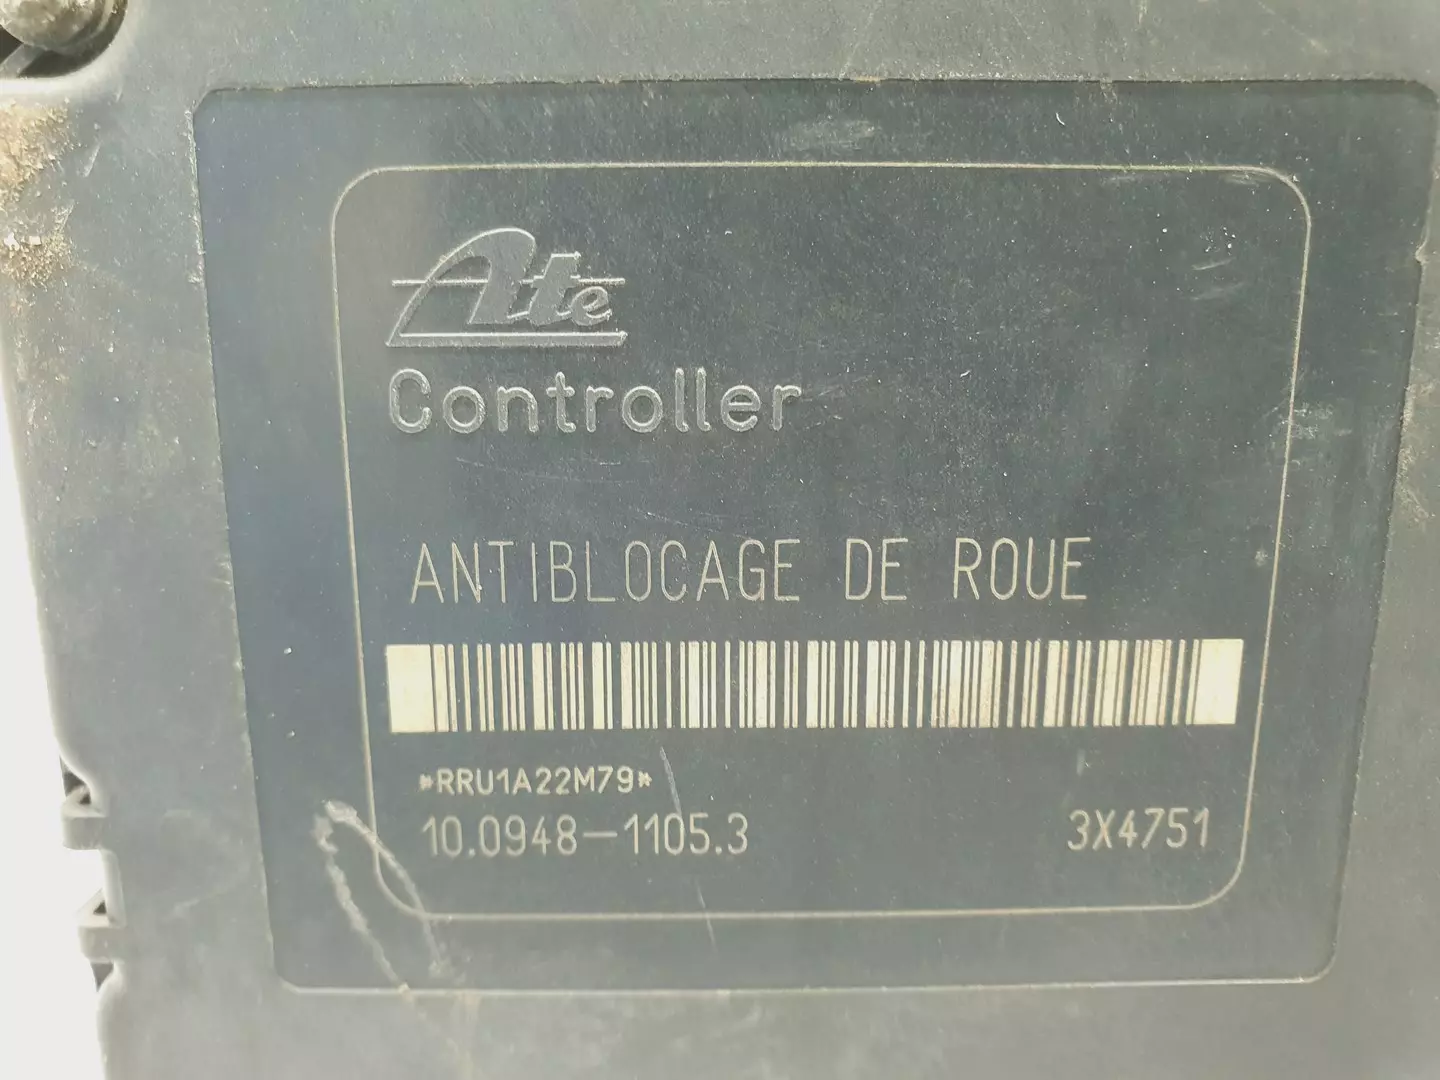 Ate
Controller
ANTIBLOCAGE DE ROUE
*RRU1A22M79*
10.0948-1105.3 3X4751